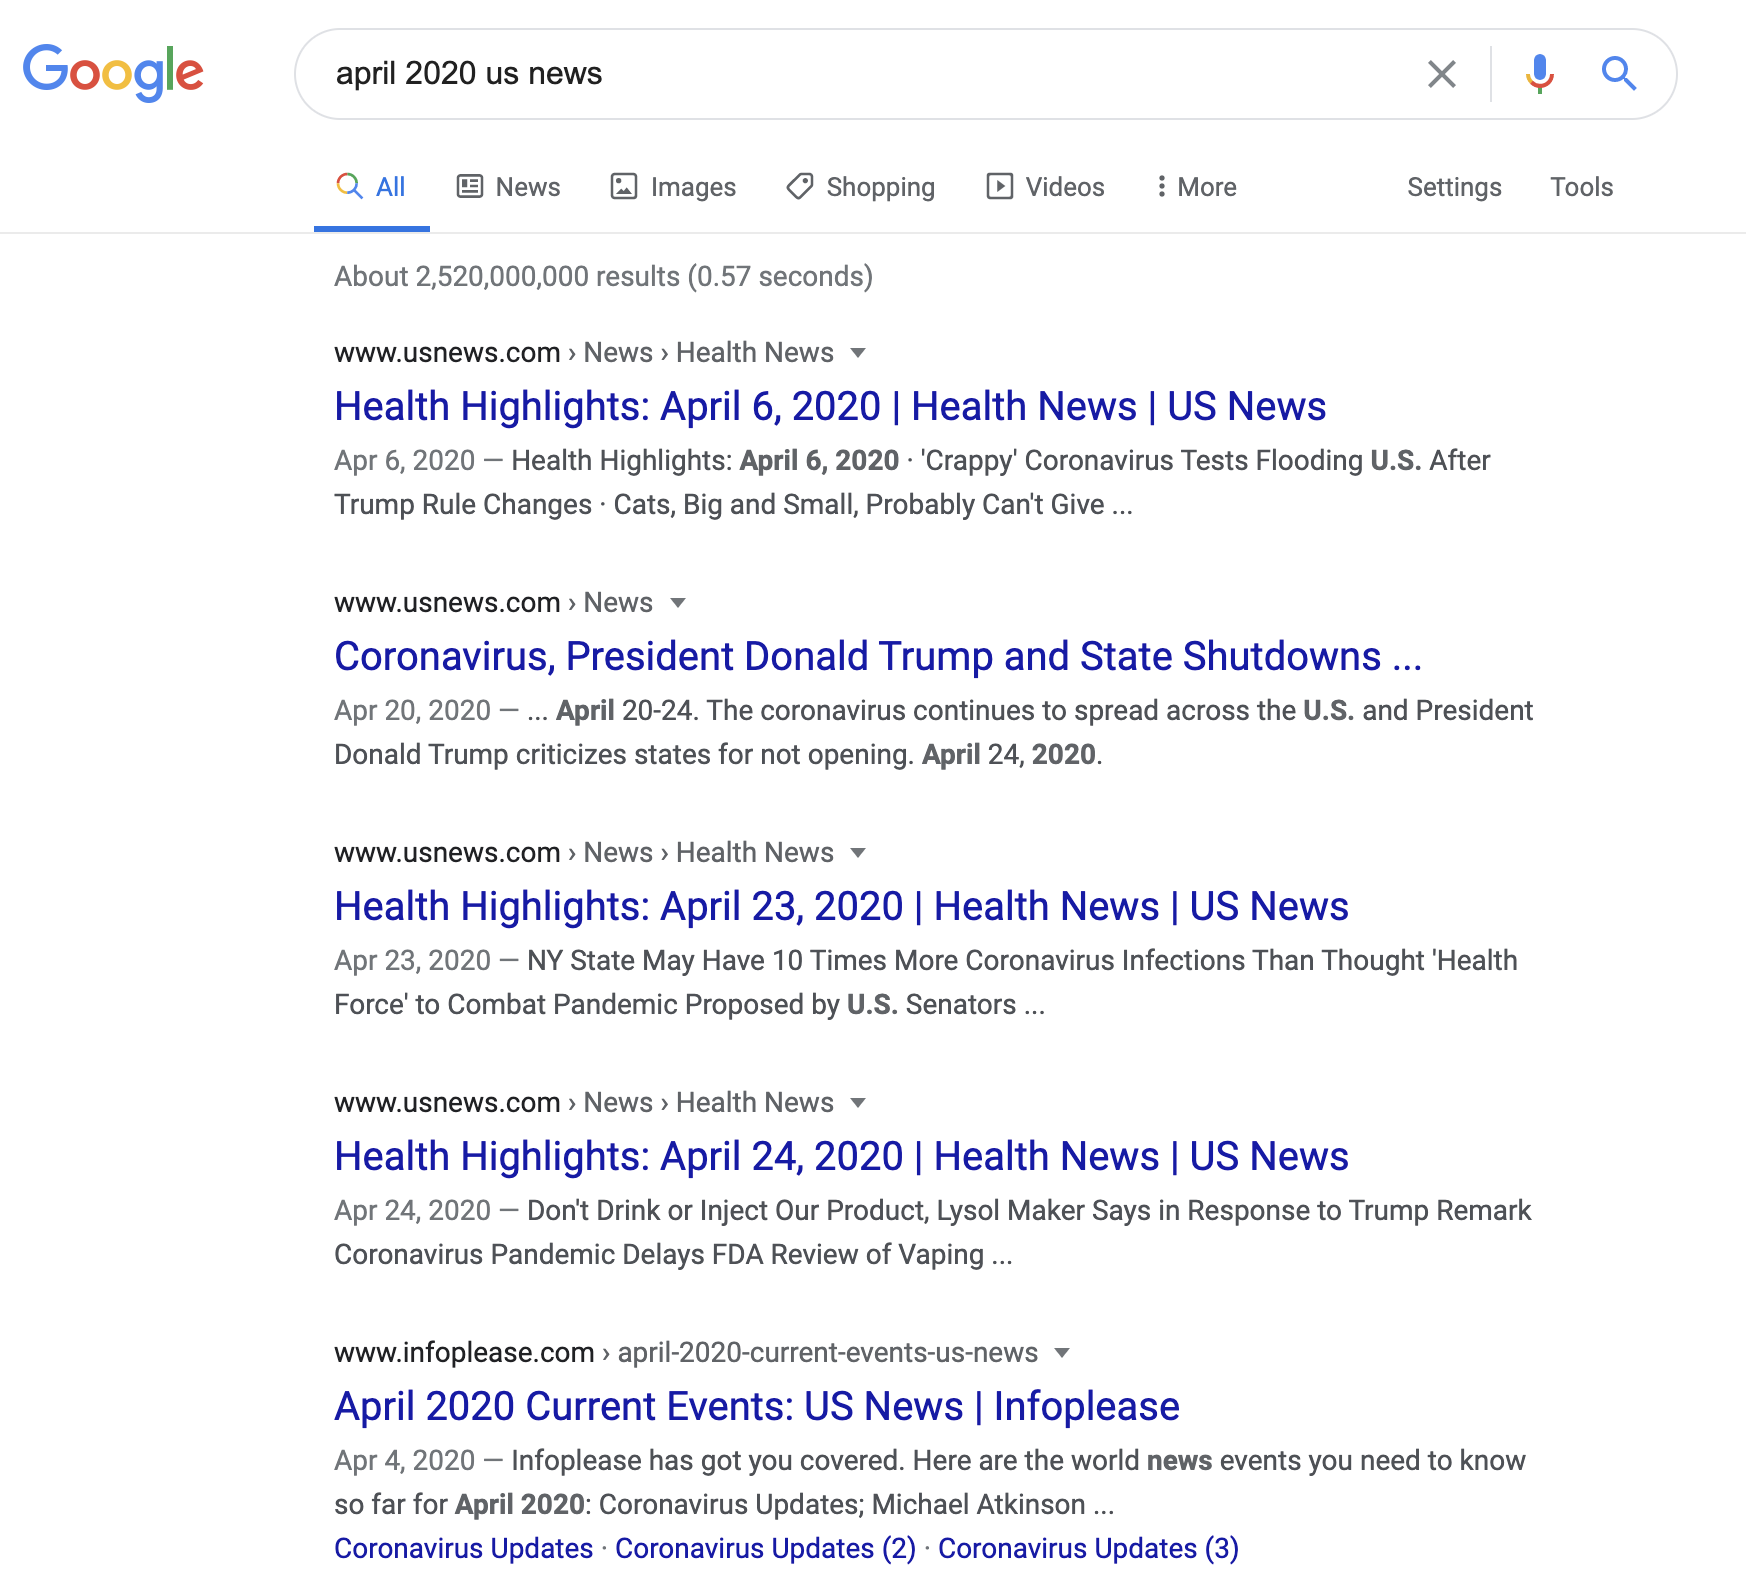 Google
april 2020 us news
All News Images Shopping Videos More Settings Tools
About 2,520,000,000 results (0.57 seconds)
www.usnews.com › News › Health News
Health Highlights: April 6, 2020 | Health News | US News
Apr 6, 2020 — Health Highlights: April 6, 2020 · 'Crappy' Coronavirus Tests Flooding U.S. After
Trump Rule Changes · Cats, Big and Small, Probably Can't Give ...
www.usnews.com › News
Coronavirus, President Donald Trump and State Shutdowns ...
Apr 20, 2020 — ... April 20-24. The coronavirus continues to spread across the U.S. and President
Donald Trump criticizes states for not opening. April 24, 2020.
www.usnews.com › News › Health News
Health Highlights: April 23, 2020 | Health News | US News
Apr 23, 2020 — NY State May Have 10 Times More Coronavirus Infections Than Thought 'Health
Force' to Combat Pandemic Proposed by U.S. Senators ...
www.usnews.com › News › Health News
Health Highlights: April 24, 2020 | Health News | US News
Apr 24, 2020 — Don't Drink or Inject Our Product, Lysol Maker Says in Response to Trump Remark
Coronavirus Pandemic Delays FDA Review of Vaping ...
www.infoplease.com › april-2020-current-events-us-news
April 2020 Current Events: US News | Infoplease
Apr 4, 2020 — Infoplease has got you covered. Here are the world news events you need to know
so far for April 2020: Coronavirus Updates; Michael Atkinson ...
Coronavirus Updates · Coronavirus Updates (2) · Coronavirus Updates (3)